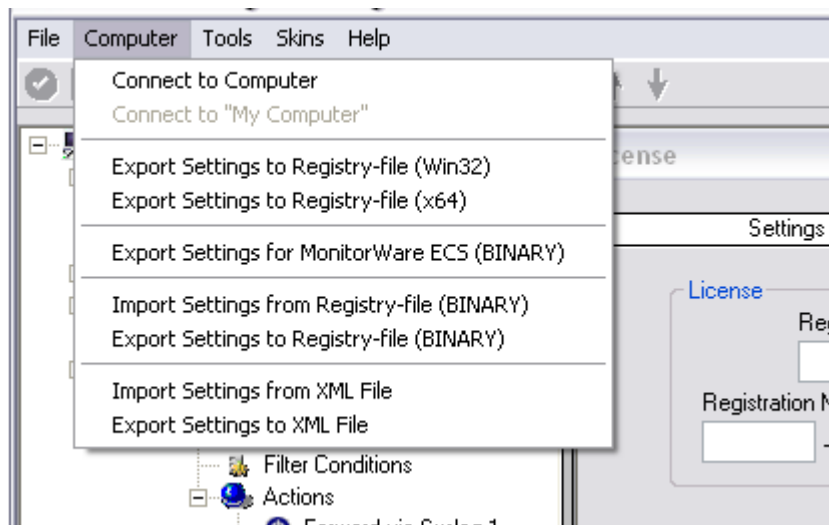 File Computer Tools Skins Help
Connect to Computer
Connect to "My Computer"
Export Settings to Registry-file (Win32)
Export Settings to Registry-file (x64)
Export Settings for MonitorWare ECS (BINARY)
Import Settings from Registry-file (BINARY)
Export Settings to Registry-file (BINARY)
Import Settings from XML File
Export Settings to XML File
Filter Conditions
Actions
Settings
License
Registration